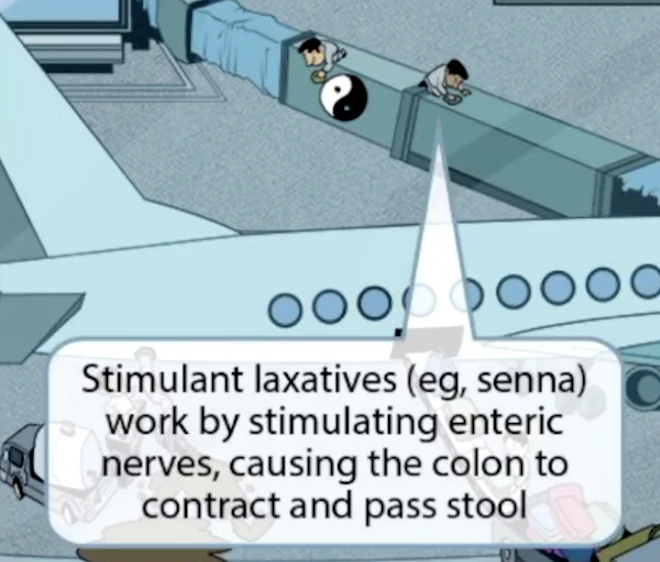 Stimulant laxatives (eg, senna)
work by stimulating enteric
nerves, causing the colon to
contract and pass stool